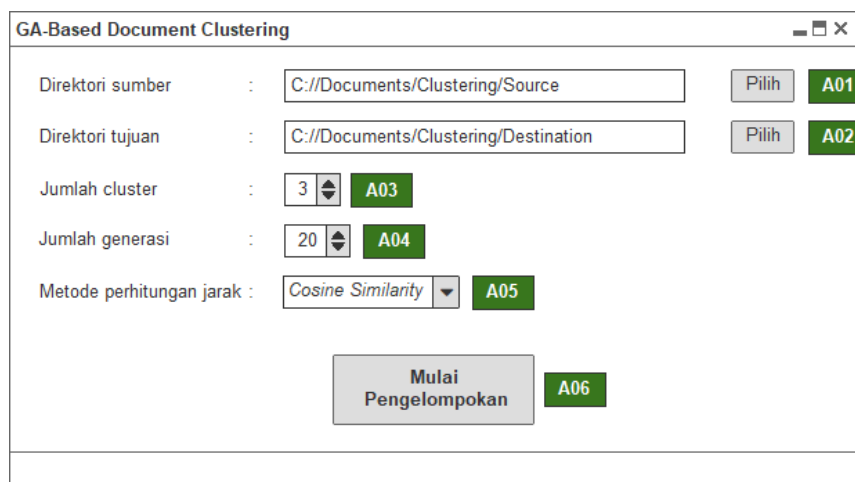 GA-Based Document Clustering
Direktori sumber : C://Documents/Clustering/Source Pilih A01
Direktori tujuan : C://Documents/Clustering/Destination Pilih A02
Jumlah cluster : 3 A03
Jumlah generasi : 20 A04
Metode perhitungan jarak : Cosine Similarity A05
Mulai
Pengelompokan A06